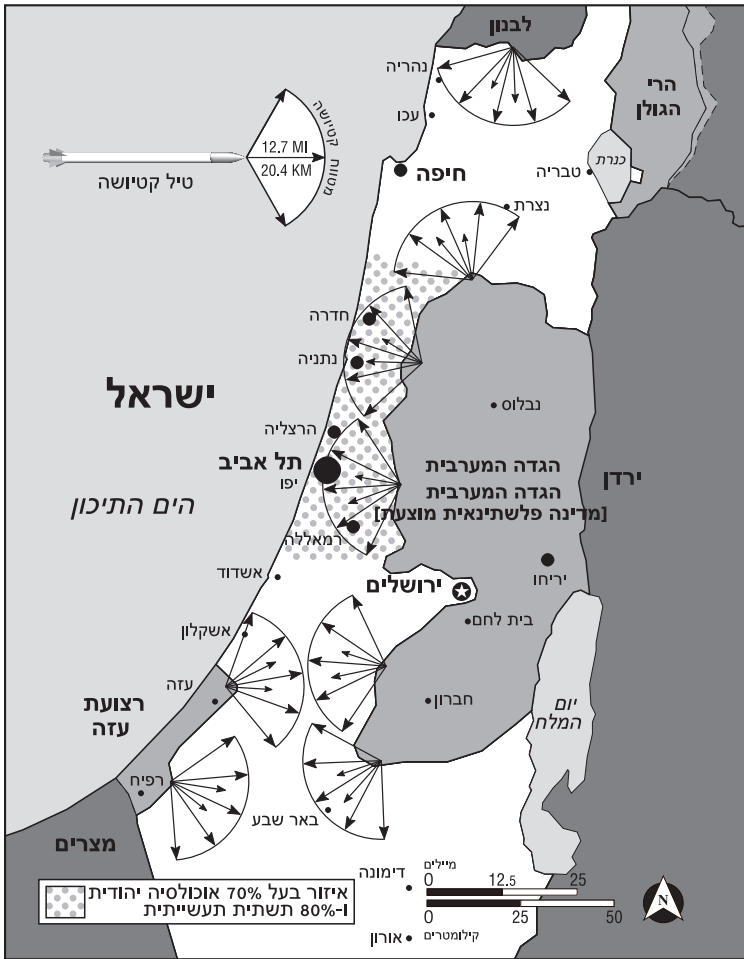 לבנון
נהריה
הרי
הגולן
עכו
מטווח קטיושה
12.7 MI
20.4 KM
טיל קטיושה
כנרת
טבריה
חיפה
נצרת
חדרה
נתניה
ישראל
נבלוס
הרצליה
תל אביב
יפו
הגדה המערבית
הגדה המערבית
[מדינה פלשתינאית מוצעת]
ירדן
הים התיכון
רמאללה
אשדוד
ירושלים
יריחו
בית לחם
אשקלון
עזה
רצועת
עזה
חברון
יום
המלח
רפיח
באר שבע
מצרים
דימונה
מיילים
0 12.5 25
0 25 50
קילומטרים
N
אורון
איזור בעל 70% אוכולסיה יהודית
ו-80% תשתית תעשייתית